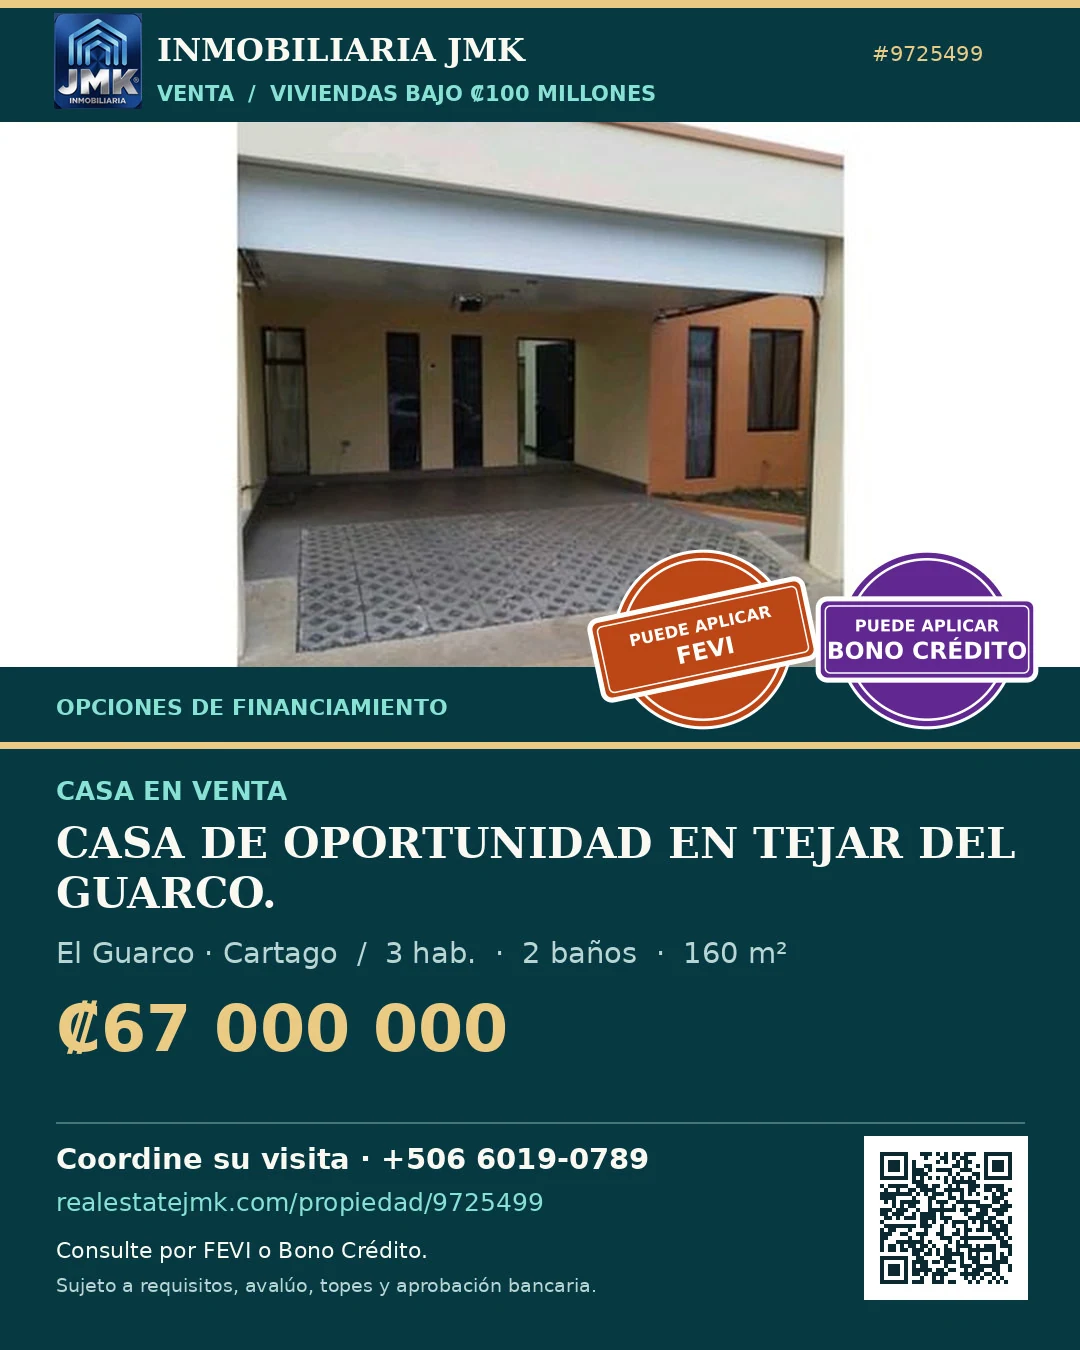 JMK
INMOBILIARIA
INMOBILIARIA JMK
#9725499
VENTA / VIVIENDAS BAJO ₡100 MILLONES
PUEDE APLICAR
FEVI
PUEDE APLICAR
BONO CRÉDITO
OPCIONES DE FINANCIAMIENTO
CASA EN VENTA
CASA DE OPORTUNIDAD EN TEJAR DEL
GUARCO.
El Guarco · Cartago / 3 hab. · 2 baños · 160 m²
₡67 000 000
Coordine su visita · +506 6019-0789
realestatejmk.com/propiedad/9725499
Consulte por FEVI o Bono Crédito.
Sujeto a requisitos, avalúo, topes y aprobación bancaria.